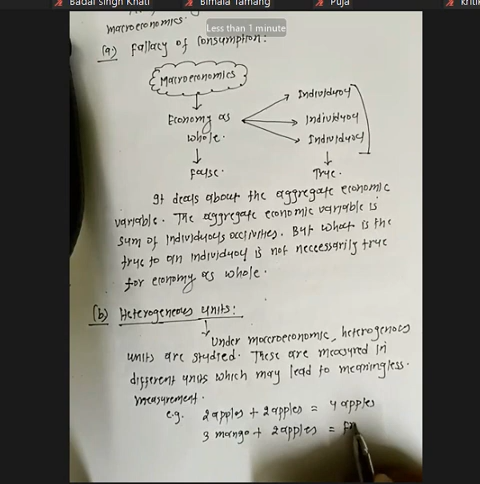 Badal Singh Khati Bimala Tamang Puja kritik
Less than 1 minute
macroeconomics.
(a) Fallacy of Consumption:
Macroeconomics
Economy as
whole.
False.
Individual
Individual
Individual
True.
It deals about the aggregate economic
variable. The aggregate economic variable is
sum of individuals activities. But what is the
true to an individual is not neccessarily true
for economy as whole.
(b) Heterogeneous units:
Under macroeconomic, heterogenous
units are studied. These are measured in
different units which may lead to meaningless.
measurement.
e.g. 2 apples + 2 apples = 4 apples
3 mango + 2 apples =